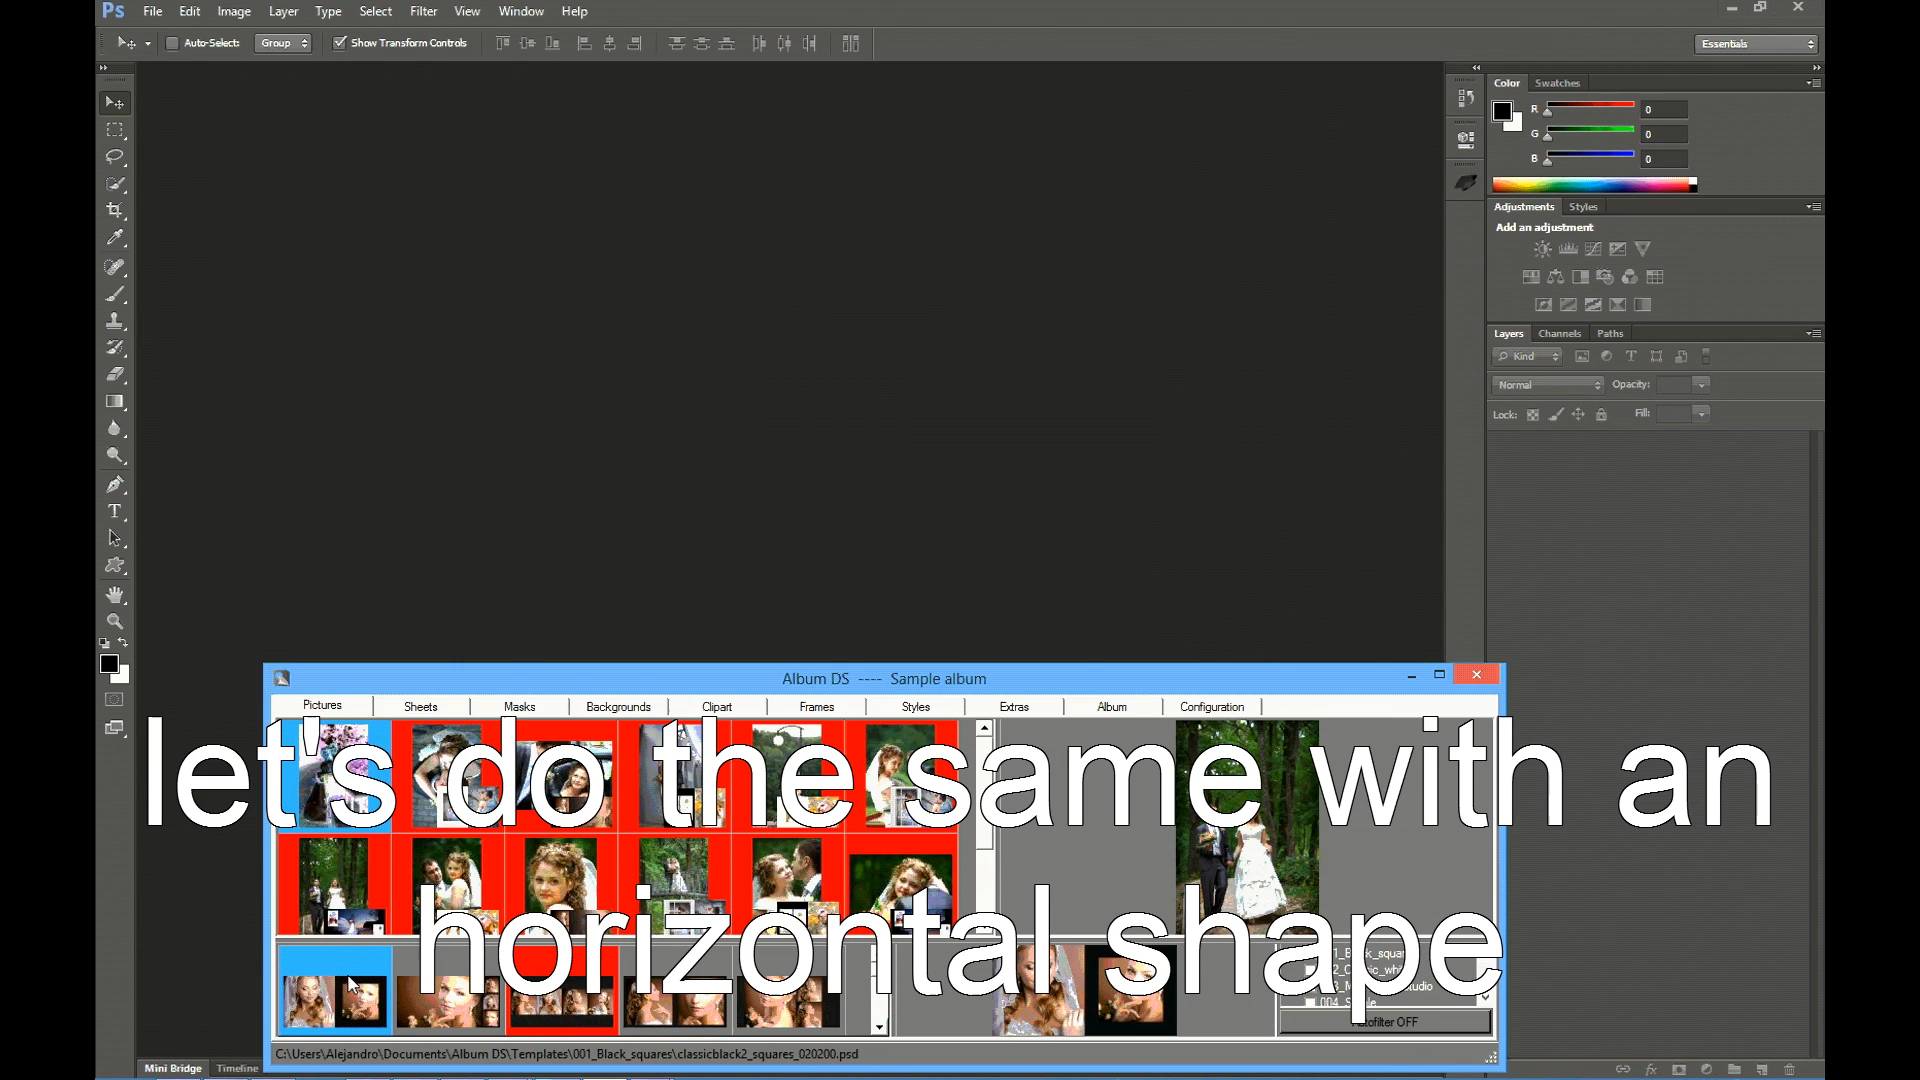 Ps File Edit Image Layer Type Select Filter View Window Help
Auto-Select: Group Show Transform Controls Essentials
Color Swatches
R 0
G 0
B 0
Adjustments Styles
Add an adjustment
Layers Channels Paths
Kind
Normal Opacity:
Lock: Fill:
Album DS ---- Sample album
Pictures Sheets Masks Backgrounds Clipart Frames Styles Extras Album Configuration
let's do the same with an
horizontal shape
C:\Users\Alejandro\Documents\Album DS\Templates\001_Black_squares\classicblack2_squares_020200.psd
Mini Bridge Timeline